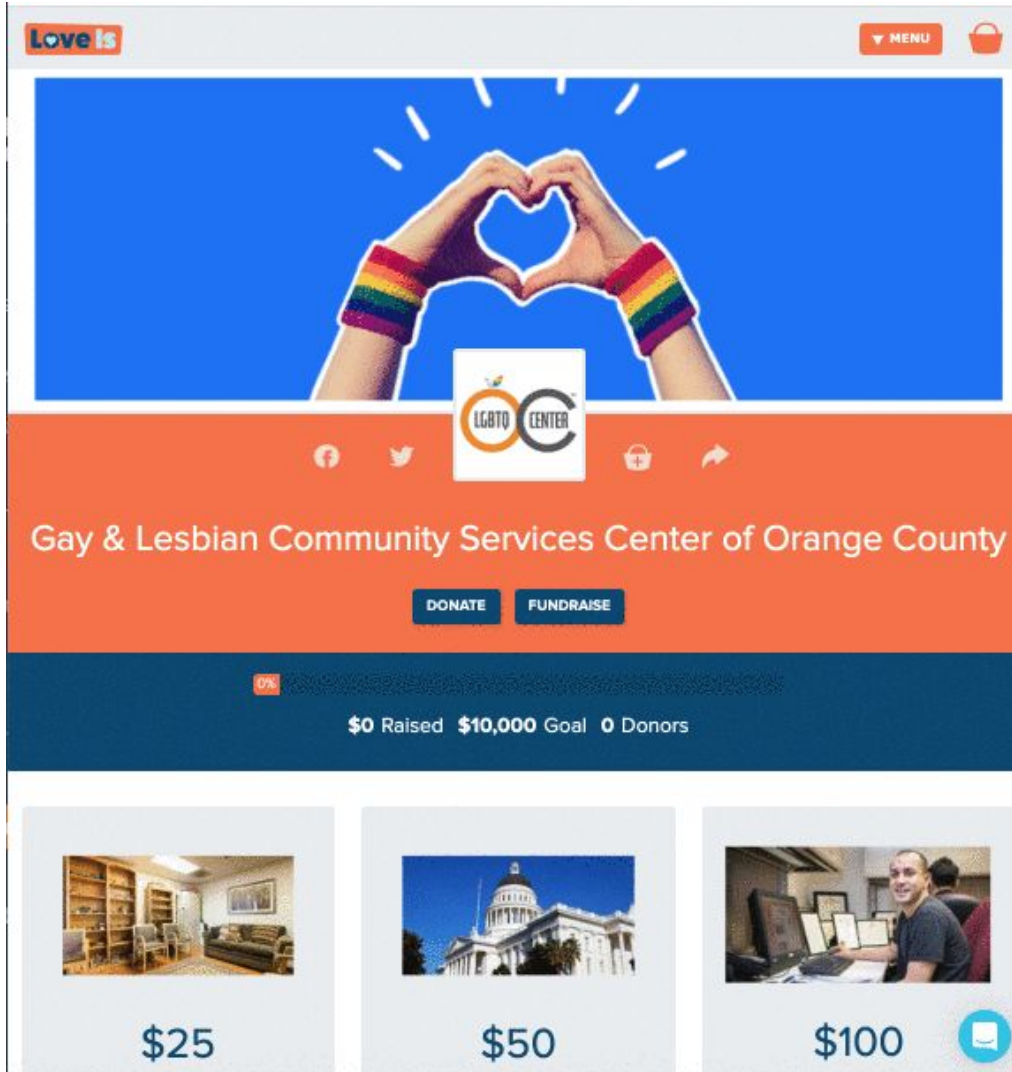 Love is
▼ MENU
LGBTQ CENTER
Gay & Lesbian Community Services Center of Orange County
DONATE FUNDRAISE
0%
$0 Raised $10,000 Goal 0 Donors
$25 $50 $100